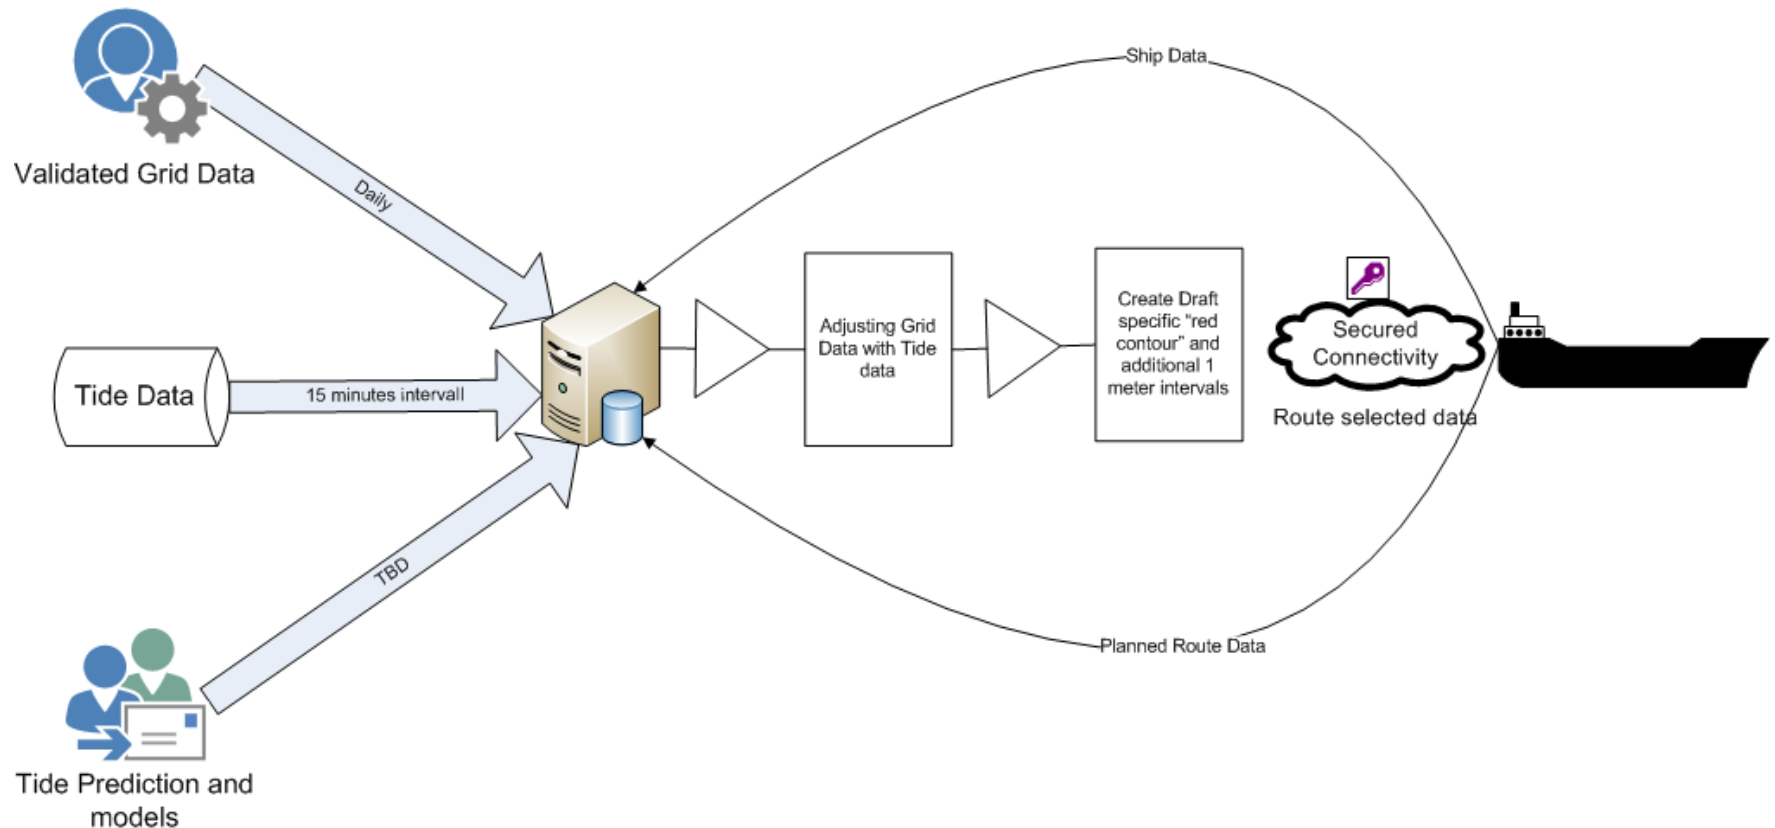 Ship Data
Validated Grid Data
Daily
Tide Data
15 minutes intervall
TBD
Tide Prediction and
models
Adjusting Grid
Data with Tide
data
Create Draft
specific “red
contour” and
additional 1
meter intervals
Secured
Connectivity
Route selected data
Planned Route Data